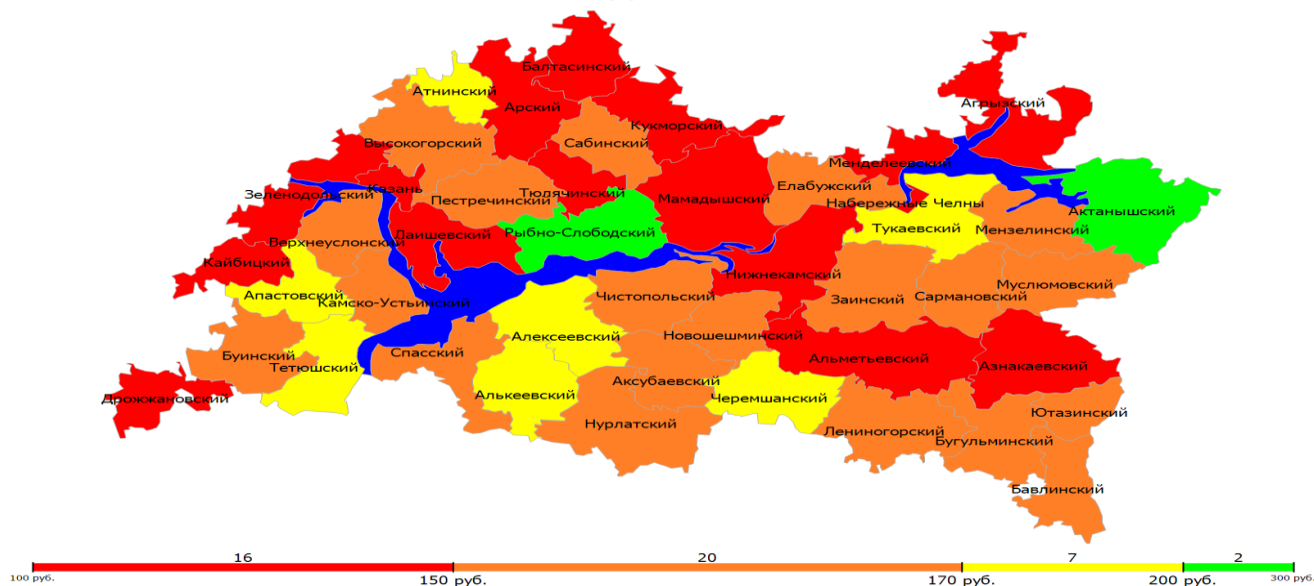 Балтасинский
Атнинский
Арский
Агрызский
Кукморский
Высокогорский
Сабинский
Менделеевский
Казань
Елабужский
Зеленодольский
Тюлячинский
Пестречинский
Мамадышский
Набережные Челны
Актанышский
Рыбно-Слободский
Лаишевский
Тукаевский
Мензелинский
Верхнеуслонский
Кайбицкий
Нижнекамский
Муслюмовский
Апастовский
Камско-Устьинский
Чистопольский
Заинский
Сармановский
Алексеевский
Новошешминский
Спасский
Буинский
Альметьевский
Тетюшский
Азнакаевский
Аксубаевский
Алькеевский
Дрожжановский
Черемшанский
Ютазинский
Нурлатский
Лениногорский
Бугульминский
Бавлинский
16 20 7 2
100 руб. 150 руб. 170 руб. 200 руб. 300 руб.